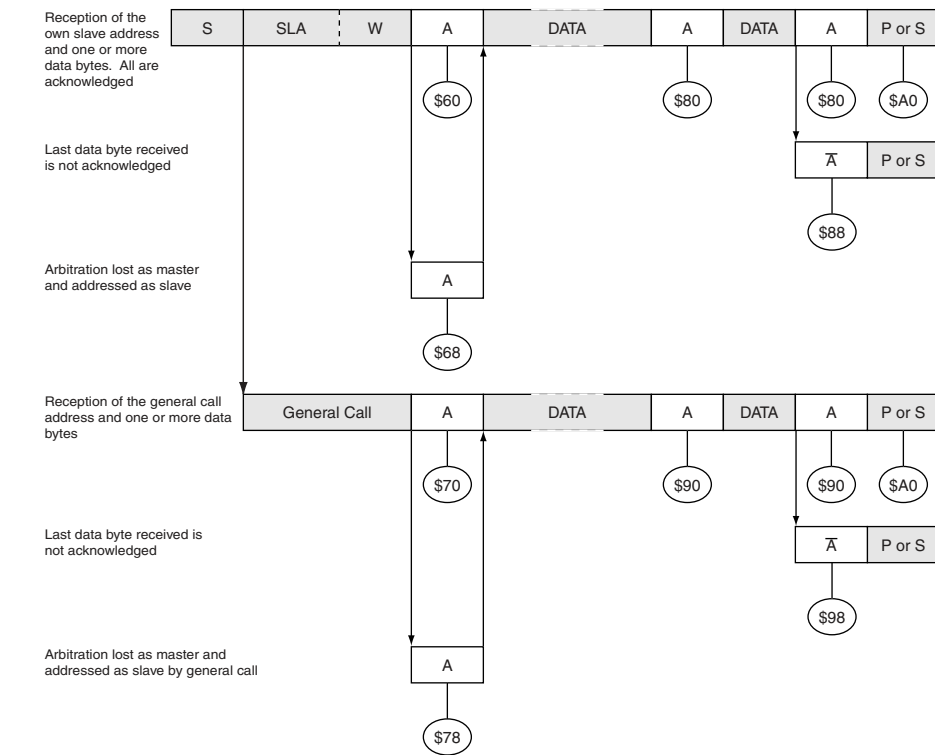 Reception of the
own slave address
and one or more
data bytes. All are
acknowledged
S SLA W A DATA A DATA A P or S
$60 $80 $80 $A0
Last data byte received
is not acknowledged
A̅ P or S
$88
Arbitration lost as master
and addressed as slave
A
$68
Reception of the general call
address and one or more data
bytes
General Call A DATA A DATA A P or S
$70 $90 $90 $A0
Last data byte received is
not acknowledged
A̅ P or S
$98
Arbitration lost as master and
addressed as slave by general call
A
$78